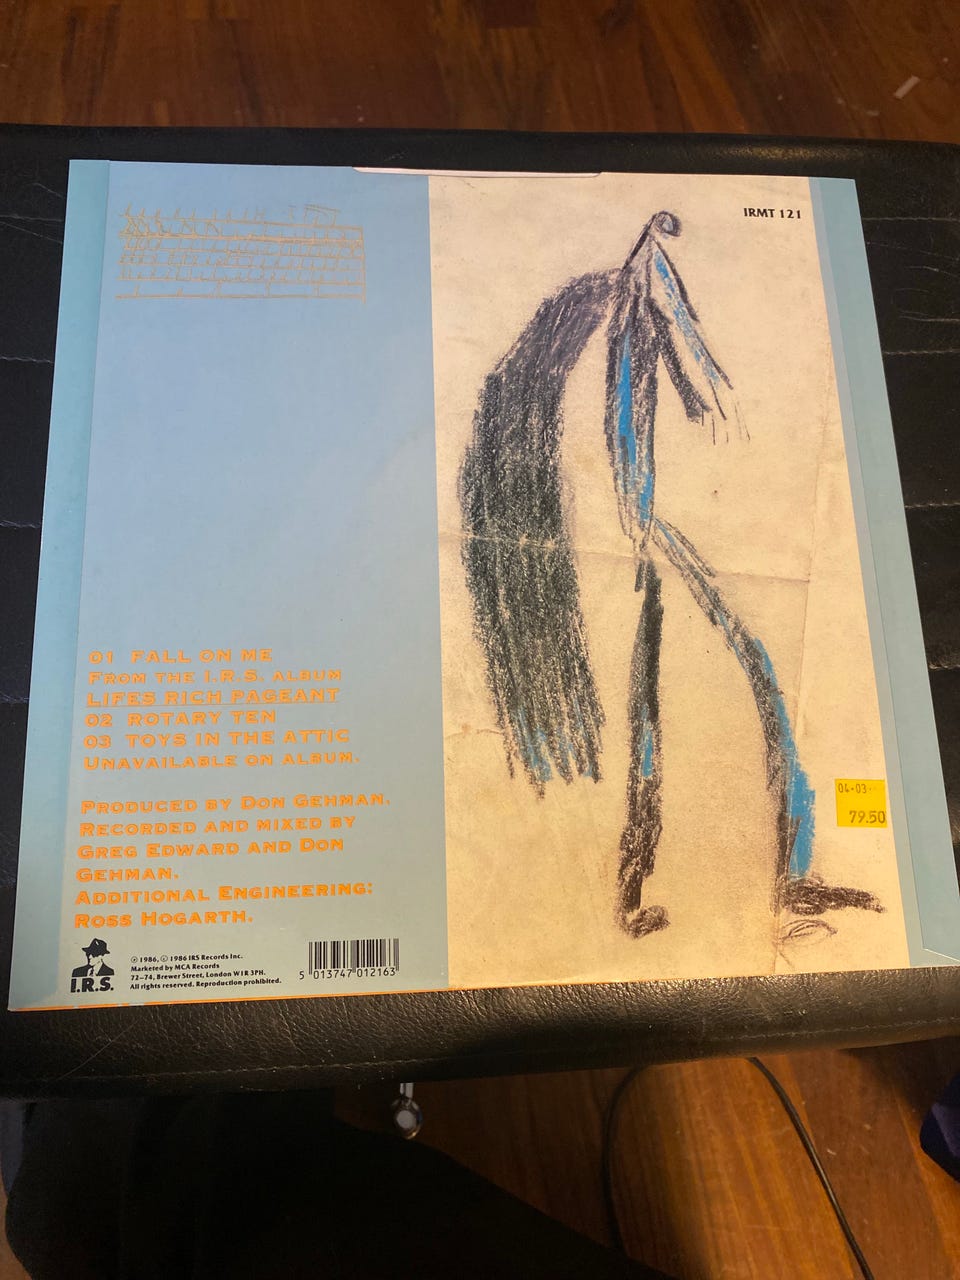 IRMT 121
01 FALL ON ME
FROM THE I.R.S. ALBUM
LIFES RICH PAGEANT
02 ROTARY TEN
03 TOYS IN THE ATTIC
UNAVAILABLE ON ALBUM.
PRODUCED BY DON GEHMAN.
RECORDED AND MIXED BY
GREG EDWARD AND DON
GEHMAN.
ADDITIONAL ENGINEERING:
ROSS HOGARTH.
I.R.S.
℗ 1986, © 1986 IRS Records Inc.
Marketed by MCA Records
72–74, Brewer Street, London W1R 3PH.
All rights reserved. Reproduction prohibited.
5 013747 012163
04-03
79.50